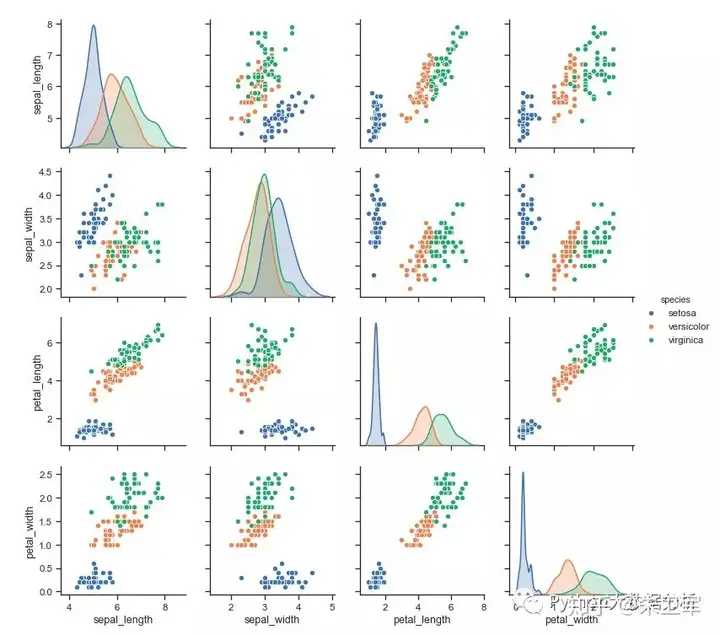 8
7
6
5
sepal_length
4.5
4.0
3.5
3.0
2.5
2.0
sepal_width
species
setosa
versicolor
virginica
6
4
2
petal_length
2.5
2.0
1.5
1.0
0.5
0.0
petal_width
4 6 8
2 3 4 5
0 2 4 6 8
sepal_length sepal_width petal_length petal_width